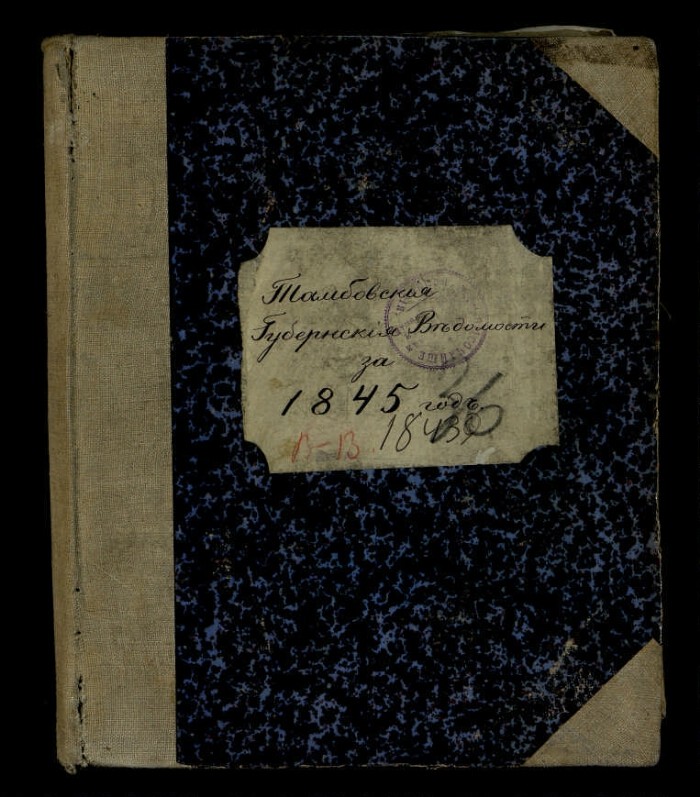 Тамбовскія
Губернскія Вѣдомости
за
1845 годъ
В-В.